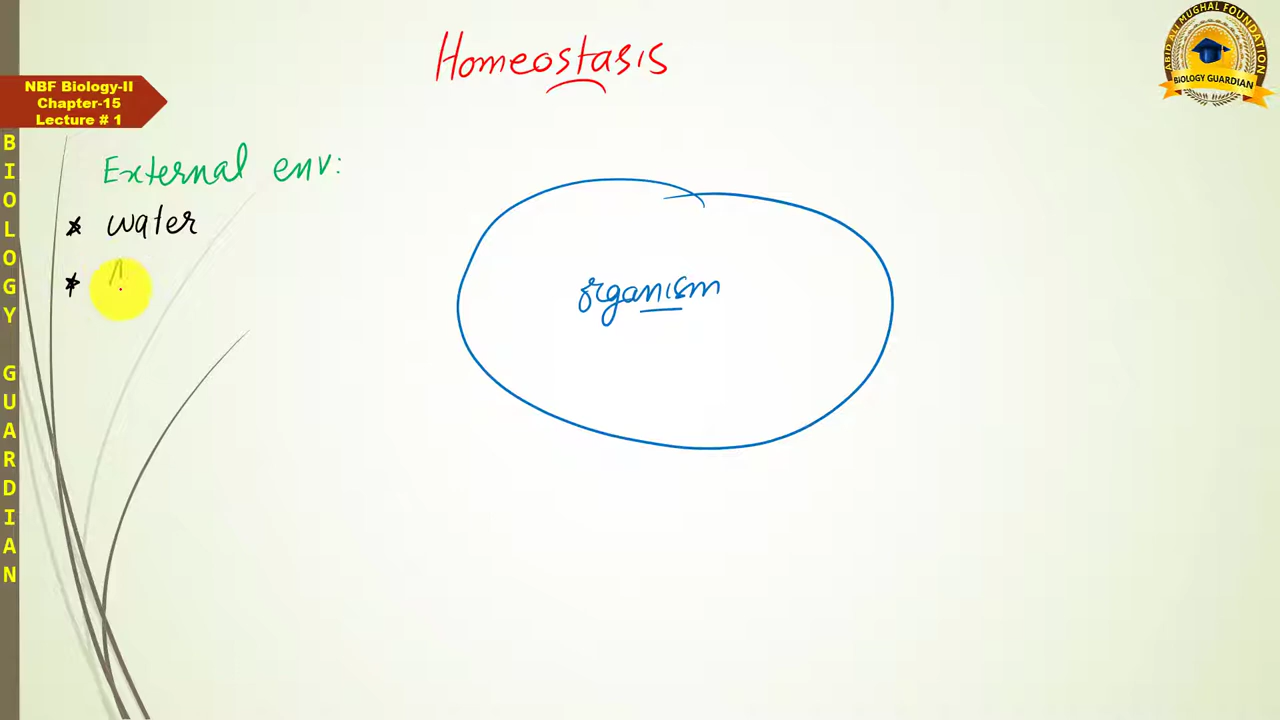 Homeostasis
ABID ALI MUGHAL FOUNDATION
BIOLOGY GUARDIAN
NBF Biology-II
Chapter-15
Lecture # 1
BIOLOGY GUARDIAN
External env:
* water
*
organism